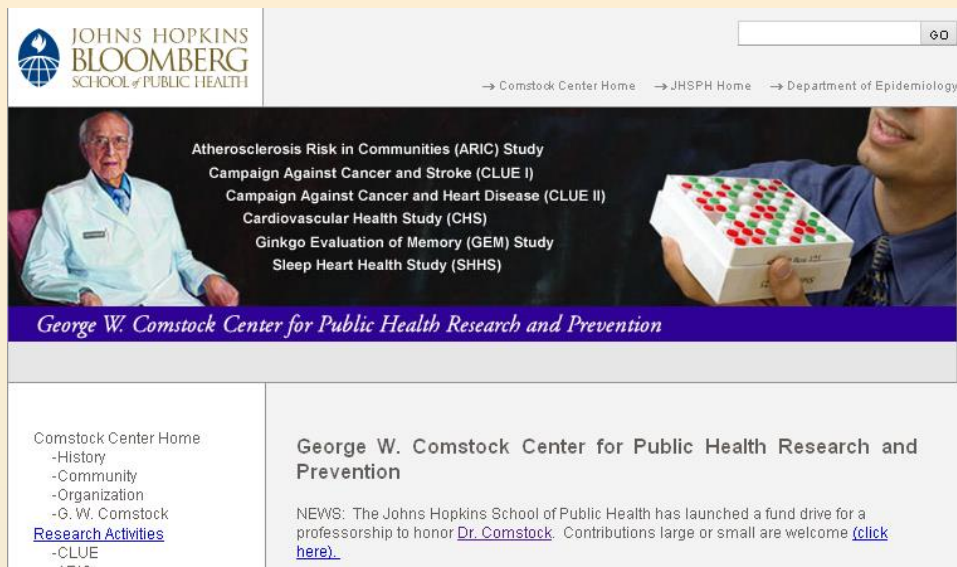 JOHNS HOPKINS
BLOOMBERG
SCHOOL of PUBLIC HEALTH
GO
→ Comstock Center Home → JHSPH Home → Department of Epidemiology
Atherosclerosis Risk in Communities (ARIC) Study
Campaign Against Cancer and Stroke (CLUE I)
Campaign Against Cancer and Heart Disease (CLUE II)
Cardiovascular Health Study (CHS)
Ginkgo Evaluation of Memory (GEM) Study
Sleep Heart Health Study (SHHS)
George W. Comstock Center for Public Health Research and Prevention
Comstock Center Home
-History
-Community
-Organization
-G. W. Comstock
Research Activities
-CLUE
George W. Comstock Center for Public Health Research and
Prevention
NEWS: The Johns Hopkins School of Public Health has launched a fund drive for a
professorship to honor Dr. Comstock. Contributions large or small are welcome (click
here).